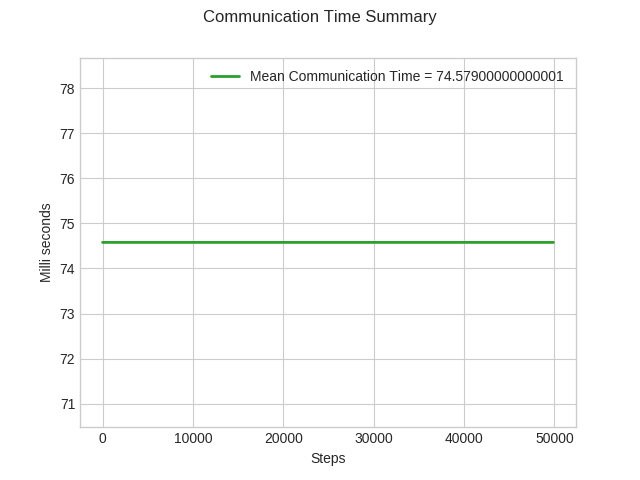 Communication Time Summary
Mean Communication Time = 74.57900000000001
78
77
76
75
74
73
72
71
Milli seconds
0 10000 20000 30000 40000 50000
Steps